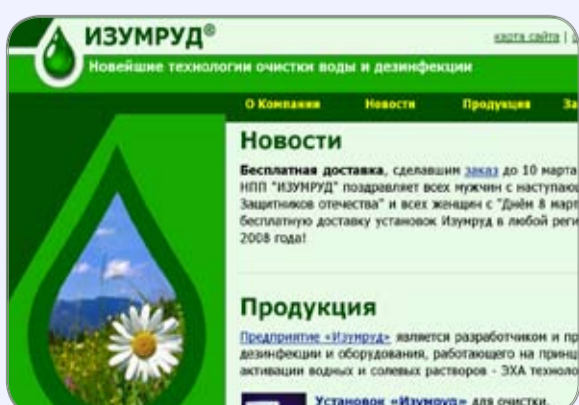 ИЗУМРУД®
карта сайта |
Новейшие технологии очистки воды и дезинфекции
О Компании Новости Продукция За
Новости
Бесплатная доставка, сделавшим заказ до 10 марта
НПП "ИЗУМРУД" поздравляет всех мужчин с наступаю
Защитников отечества" и всех женщин с "Днём 8 март
бесплатную доставку установок Изумруд в любой реги
2008 года!
Продукция
Предприятие «Изумруд» является разработчиком и пр
дезинфекции и оборудования, работающего на принц
активации водных и солевых растворов - ЭХА техноло
Установок «Изумруд» для очистки,